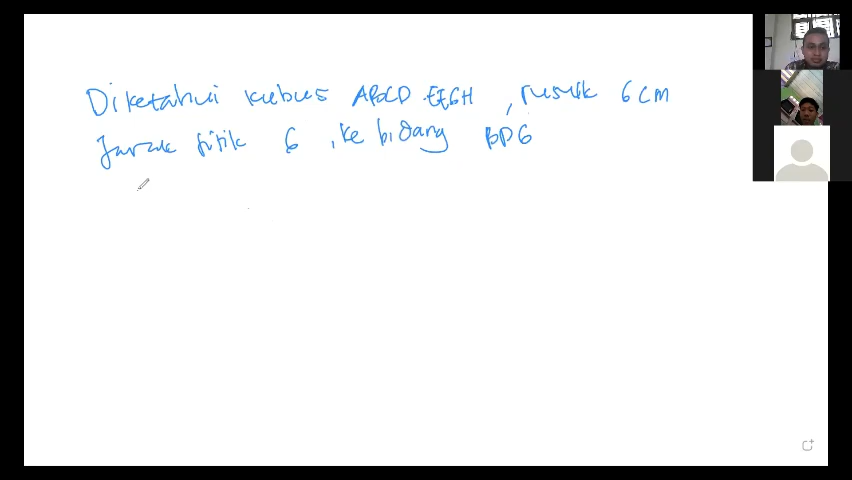 Diketahui kubus ABCD.EFGH, rusuk 6 cm
Jarak titik G, ke bidang BDG